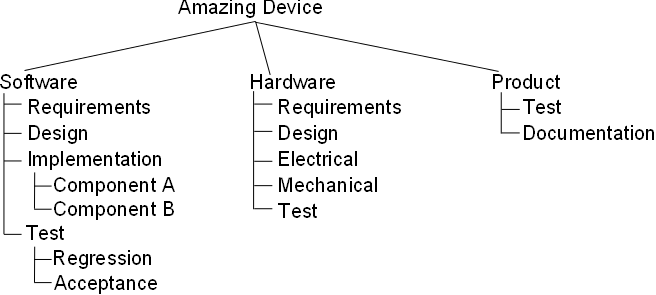 Amazing Device
Software
Requirements
Design
Implementation
Component A
Component B
Test
Regression
Acceptance
Hardware
Requirements
Design
Electrical
Mechanical
Test
Product
Test
Documentation